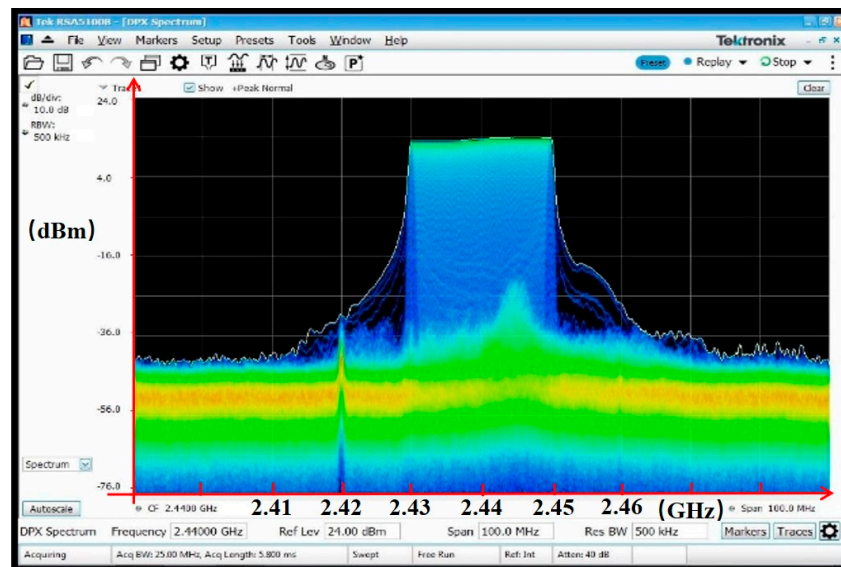 Tek RSA5100B - [DPX Spectrum]
File View Markers Setup Presets Tools Window Help
Tektronix
Preset Replay Stop
dB/div:
10.0 dB
RBW:
500 kHz
Show +Peak Normal
Clear
24.0
4.0
(dBm)
-16.0
-36.0
-56.0
-76.0
Spectrum
Autoscale
CF 2.4400 GHz
2.41 2.42 2.43 2.44 2.45 2.46 (GHz)
Span 100.0 MHz
DPX Spectrum Frequency 2.44000 GHz Ref Lev 24.00 dBm Span 100.0 MHz Res BW 500 kHz Markers Traces
Acquiring Acq BW: 25.00 MHz, Acq Length: 5.800 ms Swept Free Run Ref: Int Atten: 40 dB